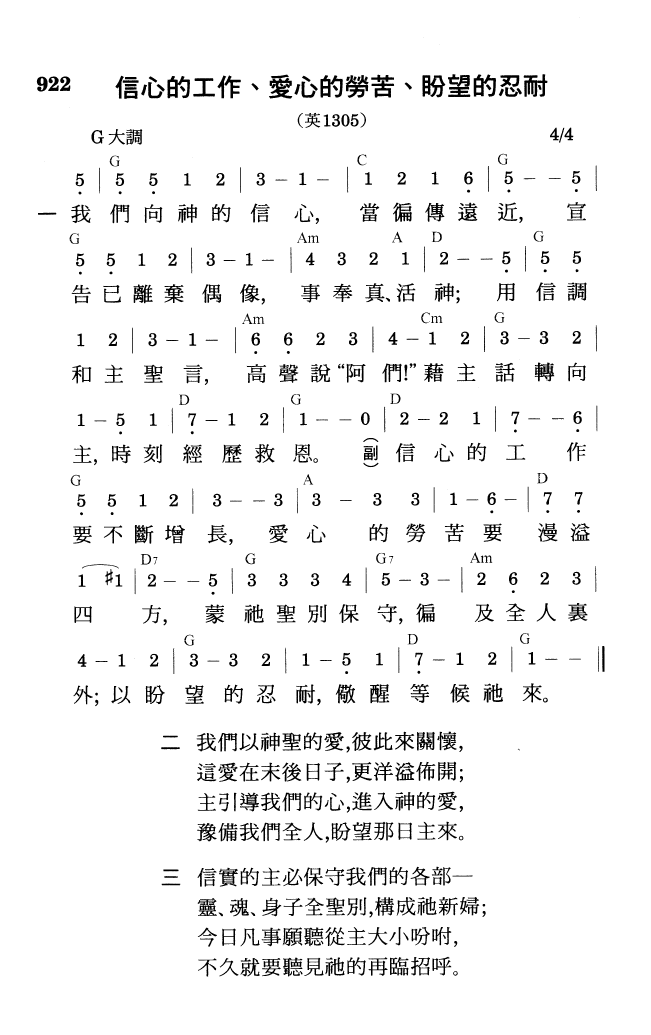 922 信心的工作、愛心的勞苦、盼望的忍耐
（英1305）
G大調 4/4
G C G
5 | 5 5 1 2 | 3 – 1 – | 1 2 1 6 | 5 – – 5 |
一 我 們向神的信心, 當徧傳遠近, 宣
G Am A D G
5 5 1 2 | 3 – 1 – | 4 3 2 1 | 2 – – 5 | 5 5
告已離棄偶像, 事奉真、活神; 用信調
Am Cm G
1 2 | 3 – 1 – | 6 6 2 3 | 4 – 1 2 | 3 – 3 2 |
和主聖言, 高聲說“阿們!”藉主話轉向
D G D
1 – 5 1 | 7 – 1 2 | 1 – – 0 | 2 – 2 1 | 7 – – 6 |
主, 時刻經歷救恩。 (副) 信心的工作
G A D
5 5 1 2 | 3 – – 3 | 3 – 3 3 | 1 – 6 – | 7 7
要不斷增長, 愛心的勞苦要漫溢
D7 G G7 Am
1 #1 | 2 – – 5 | 3 3 3 4 | 5 – 3 – | 2 6 2 3 |
四方, 蒙祂聖別保守, 徧及全人裏
G D G
4 – 1 2 | 3 – 3 2 | 1 – 5 1 | 7 – 1 2 | 1 – – ‖
外; 以盼望的忍耐, 儆醒等候祂來。
二 我們以神聖的愛,彼此來關懷,
這愛在末後日子,更洋溢佈開;
主引導我們的心,進入神的愛,
豫備我們全人,盼望那日主來。
三 信實的主必保守我們的各部—
靈、魂、身子全聖別,構成祂新婦;
今日凡事願聽從主大小吩咐,
不久就要聽見祂的再臨招呼。